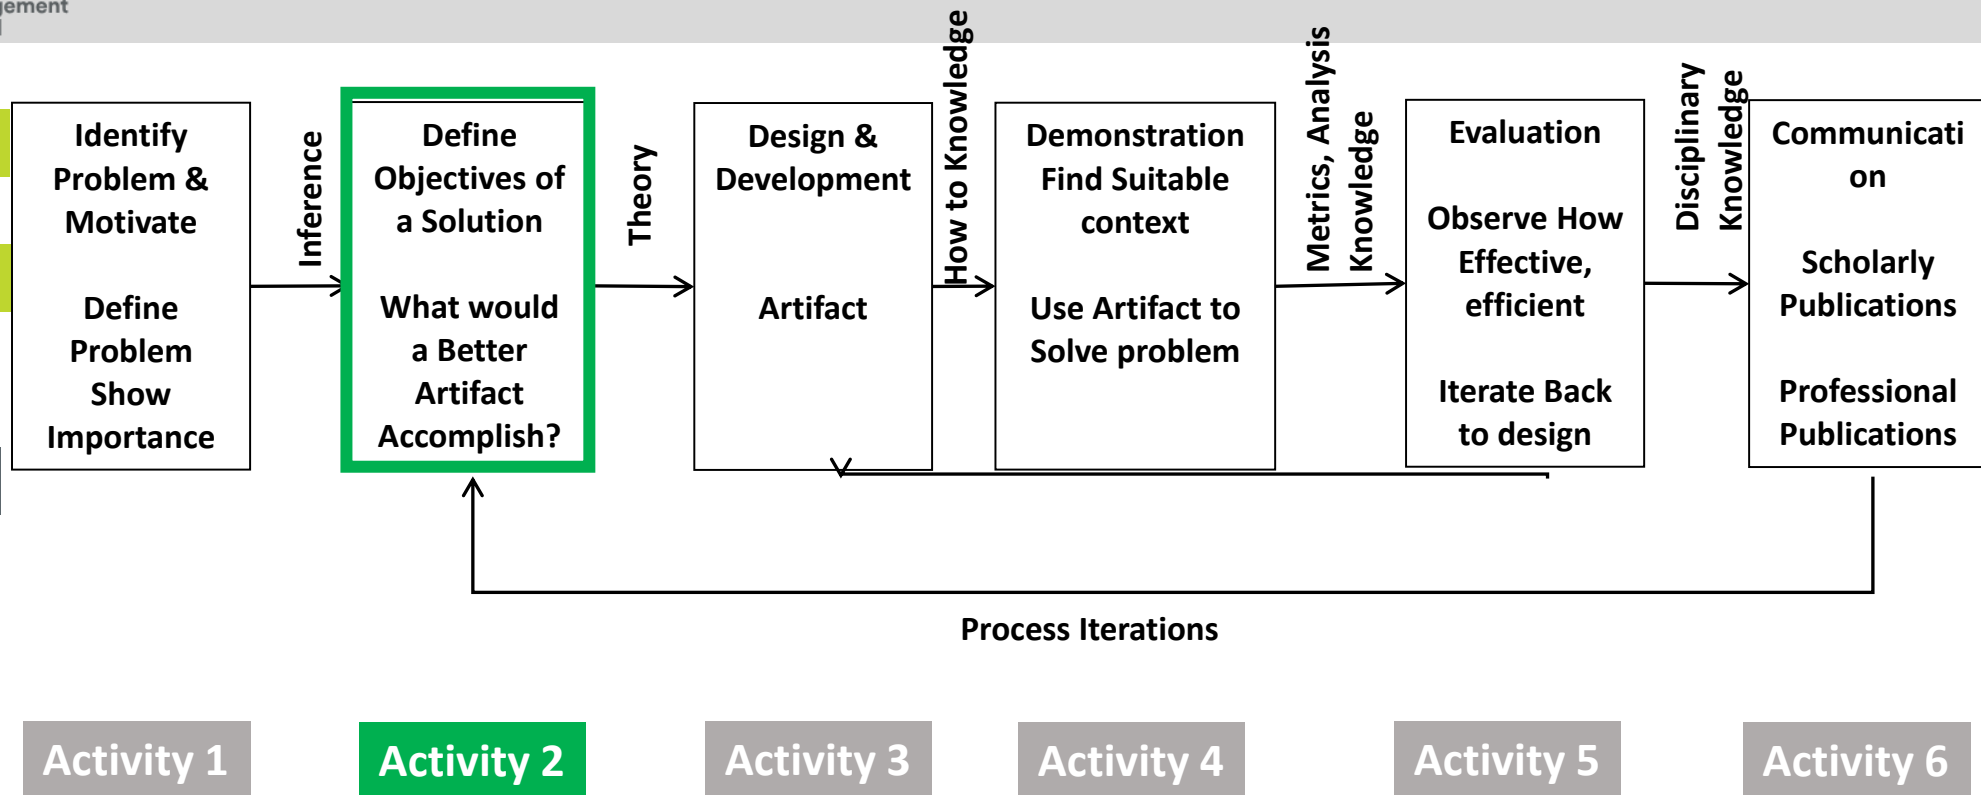 gement
Identify
Problem &
Motivate
Define
Problem
Show
Importance
Inference
Define
Objectives of
a Solution
What would
a Better
Artifact
Accomplish?
Theory
Design &
Development
Artifact
How to Knowledge
Demonstration
Find Suitable
context
Use Artifact to
Solve problem
Metrics, Analysis
Knowledge
Evaluation
Observe How
Effective,
efficient
Iterate Back
to design
Disciplinary
Knowledge
Communicati
on
Scholarly
Publications
Professional
Publications
Process Iterations
Activity 1
Activity 2
Activity 3
Activity 4
Activity 5
Activity 6